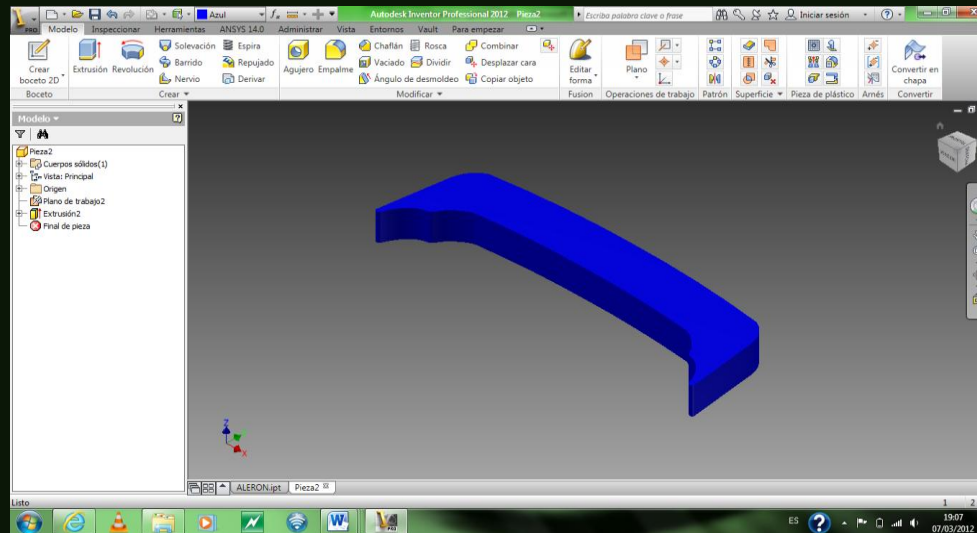 Azul
Autodesk Inventor Professional 2012 Pieza2
Escriba palabra clave o frase
Iniciar sesión
PRO
Modelo Inspeccionar Herramientas ANSYS 14.0 Administrar Vista Entornos Vault Para empezar
Crear boceto 2D
Extrusión Revolución
Solevación Espira
Barrido Repujado
Nervio Derivar
Agujero Empalme
Chaflán Rosca Combinar
Vaciado Dividir Desplazar cara
Ángulo de desmoldeo Copiar objeto
Editar forma
Plano
Convertir en chapa
Boceto Crear Modificar Fusion Operaciones de trabajo Patrón Superficie Pieza de plástico Arnés Convertir
Modelo
Pieza2
Cuerpos sólidos(1)
Vista: Principal
Origen
Plano de trabajo2
Extrusión2
Final de pieza
Z
X
ALERON.ipt Pieza2
Listo
1 2
ES
19:07
07/03/2012